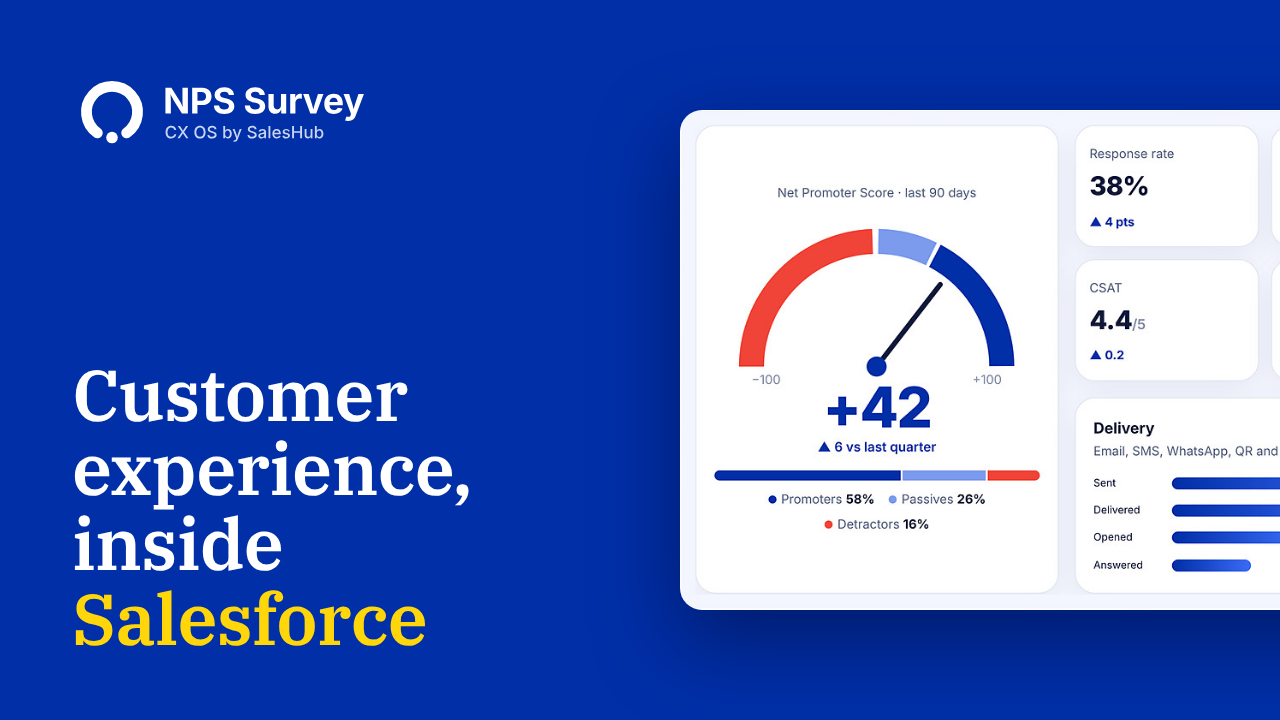 NPS Survey
CX OS by SalesHub
Customer
experience,
inside
Salesforce
Net Promoter Score · last 90 days
−100
+100
+42
▲ 6 vs last quarter
Promoters 58%
Passives 26%
Detractors 16%
Response rate
38%
▲ 4 pts
CSAT
4.4/5
▲ 0.2
Delivery
Email, SMS, WhatsApp, QR and
Sent
Delivered
Opened
Answered